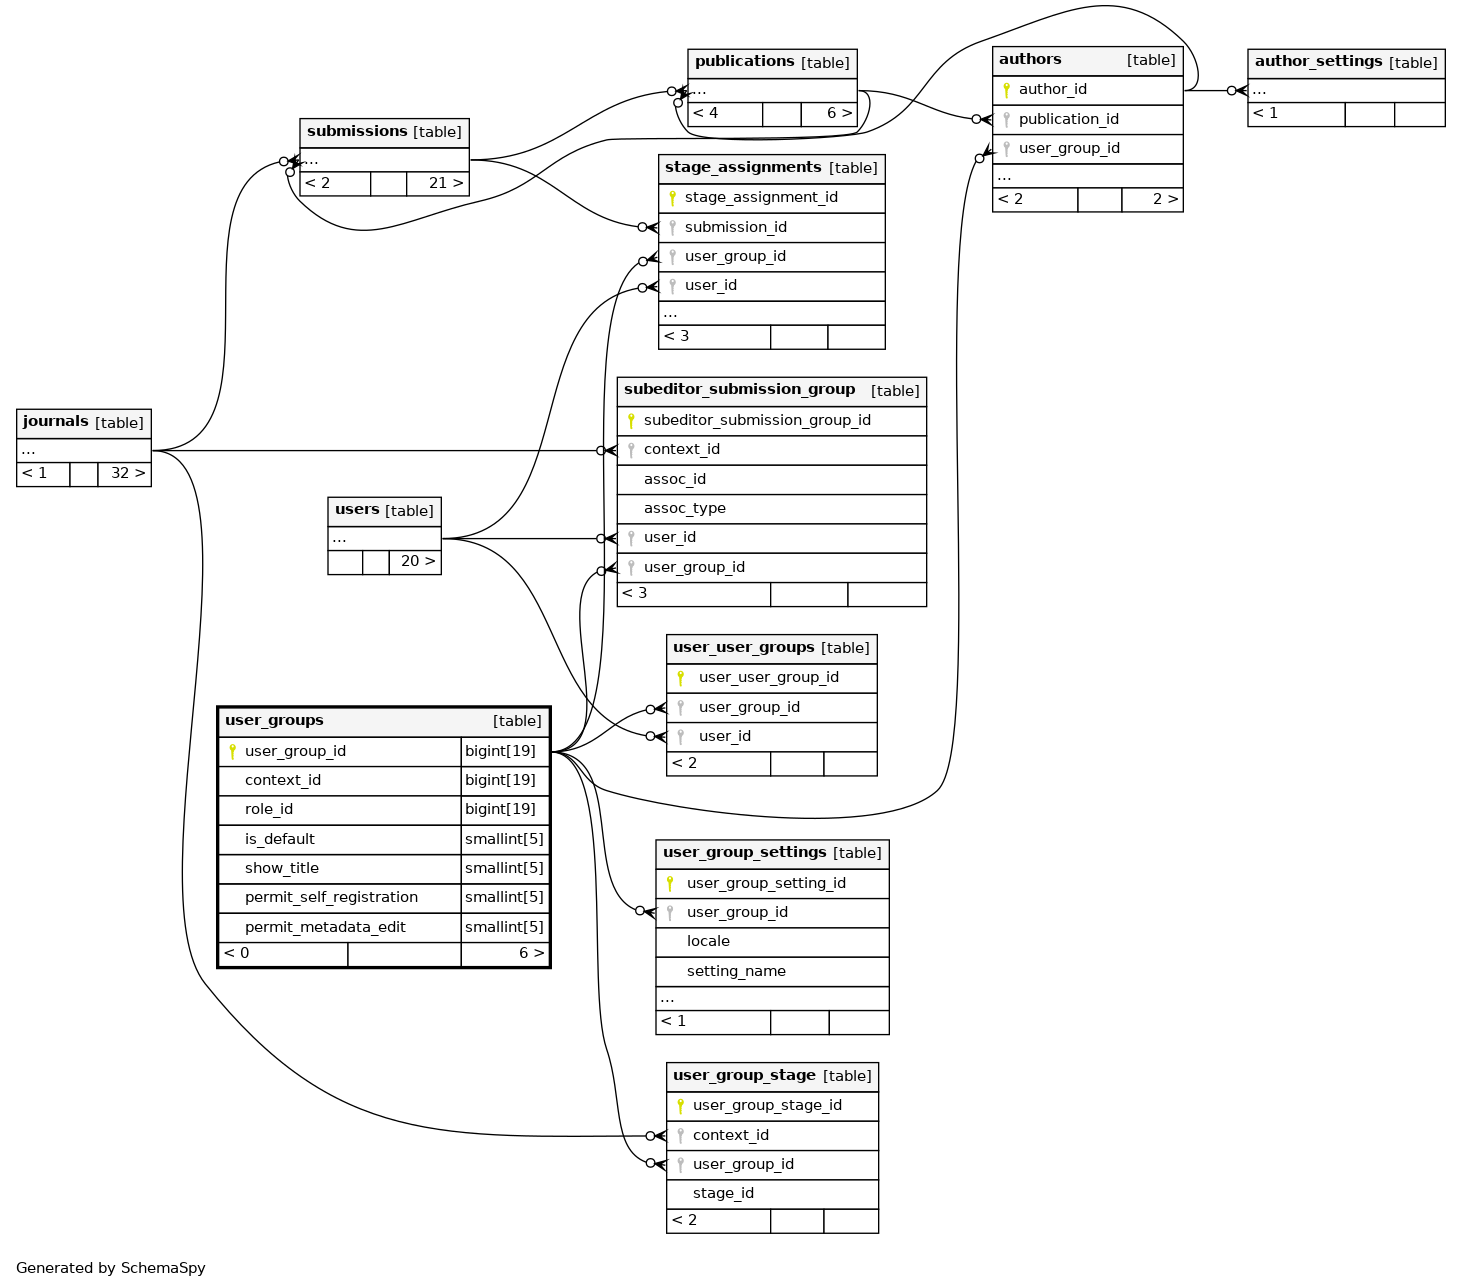 publications [table]
...
< 4 6 >
authors [table]
author_id
publication_id
user_group_id
...
< 2 2 >
author_settings [table]
...
< 1
submissions [table]
...
< 2 21 >
stage_assignments [table]
stage_assignment_id
submission_id
user_group_id
user_id
...
< 3
journals [table]
...
< 1 32 >
subeditor_submission_group [table]
subeditor_submission_group_id
context_id
assoc_id
assoc_type
user_id
user_group_id
< 3
users [table]
...
20 >
user_user_groups [table]
user_user_group_id
user_group_id
user_id
< 2
user_groups [table]
user_group_id bigint[19]
context_id bigint[19]
role_id bigint[19]
is_default smallint[5]
show_title smallint[5]
permit_self_registration smallint[5]
permit_metadata_edit smallint[5]
< 0 6 >
user_group_settings [table]
user_group_setting_id
user_group_id
locale
setting_name
...
< 1
user_group_stage [table]
user_group_stage_id
context_id
user_group_id
stage_id
< 2
Generated by SchemaSpy